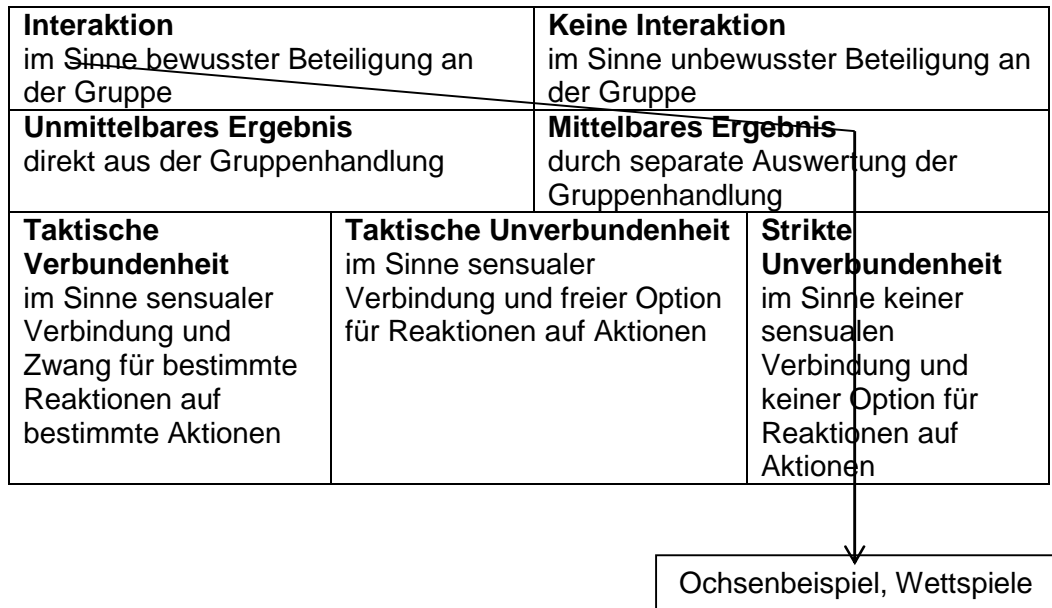 Interaktion
im Sinne bewusster Beteiligung an
der Gruppe
Keine Interaktion
im Sinne unbewusster Beteiligung an
der Gruppe
Unmittelbares Ergebnis
direkt aus der Gruppenhandlung
Mittelbares Ergebnis
durch separate Auswertung der
Gruppenhandlung
Taktische
Verbundenheit
im Sinne sensualer
Verbindung und
Zwang für bestimmte
Reaktionen auf
bestimmte Aktionen
Taktische Unverbundenheit
im Sinne sensualer
Verbindung und freier Option
für Reaktionen auf Aktionen
Strikte
Unverbundenheit
im Sinne keiner
sensualen
Verbindung und
keiner Option für
Reaktionen auf
Aktionen
Ochsenbeispiel, Wettspiele